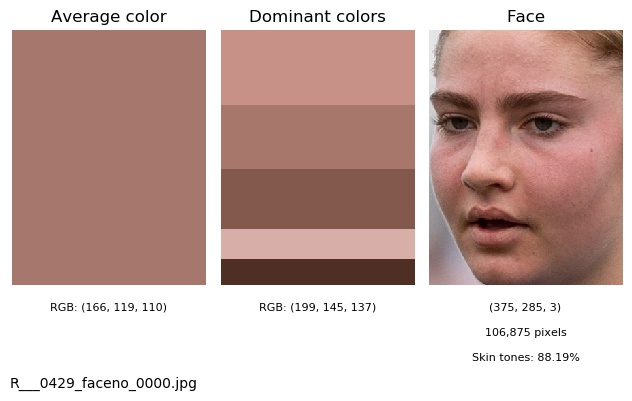 Average color
Dominant colors
Face
RGB: (166, 119, 110)
RGB: (199, 145, 137)
(375, 285, 3)
106,875 pixels
Skin tones: 88.19%
R___0429_faceno_0000.jpg